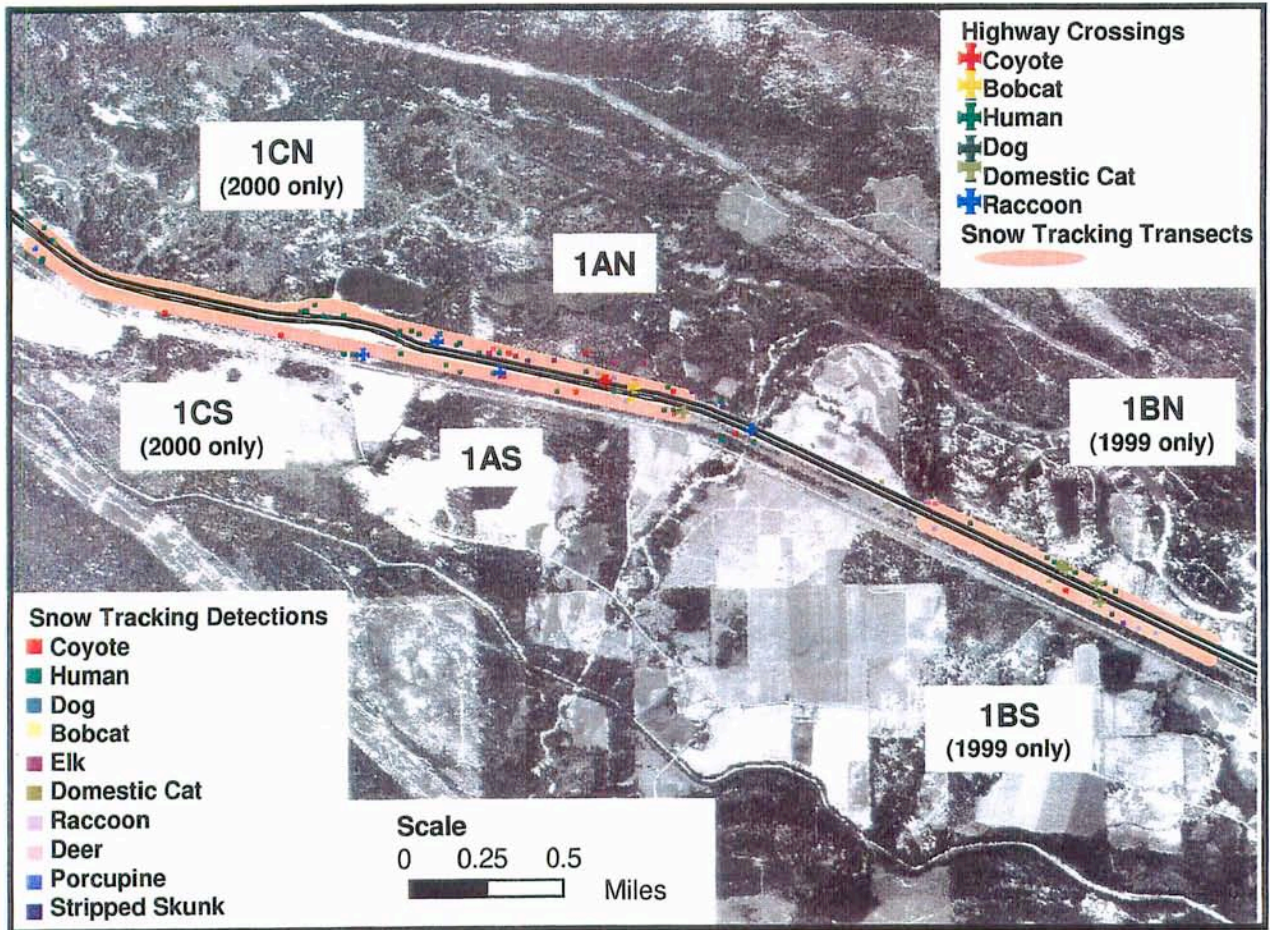 Highway Crossings
Coyote
Bobcat
Human
Dog
Domestic Cat
Raccoon
Snow Tracking Transects
1CN
(2000 only)
1AN
1CS
(2000 only)
1AS
1BN
(1999 only)
1BS
(1999 only)
Snow Tracking Detections
Coyote
Human
Dog
Bobcat
Elk
Domestic Cat
Raccoon
Deer
Porcupine
Stripped Skunk
Scale
0 0.25 0.5
Miles